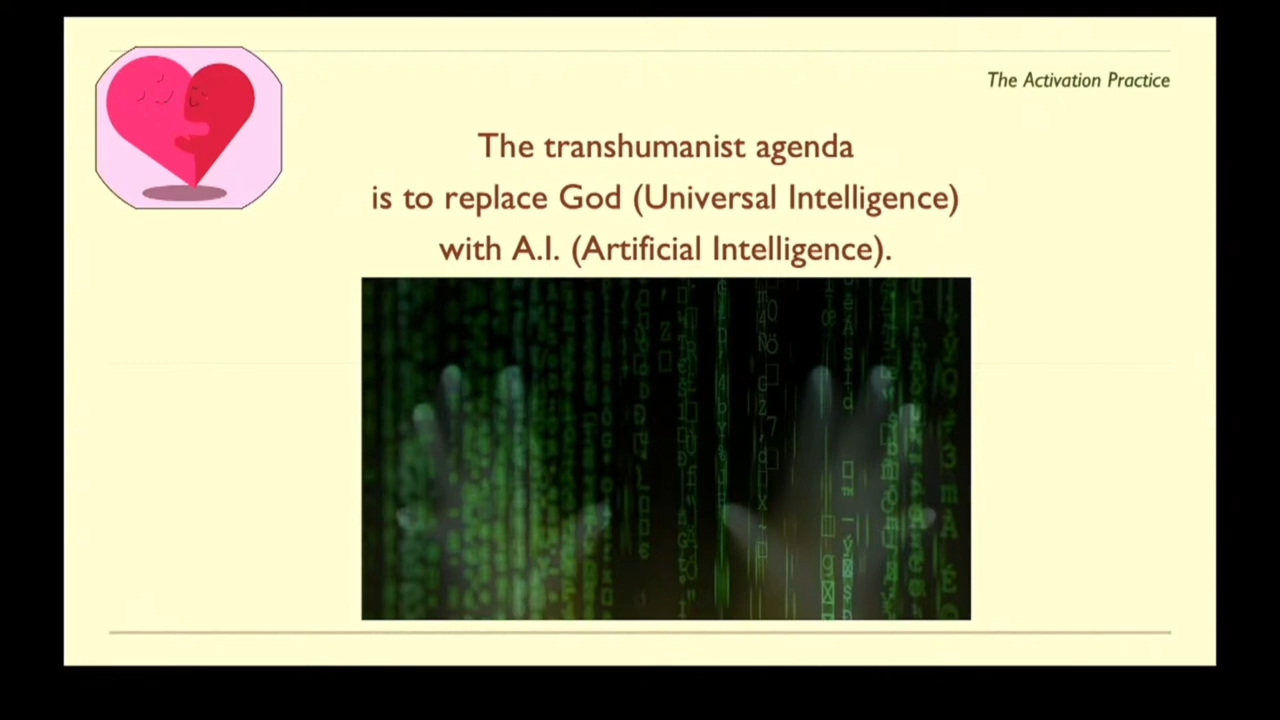 The Activation Practice
The transhumanist agenda
is to replace God (Universal Intelligence)
with A.I. (Artificial Intelligence).